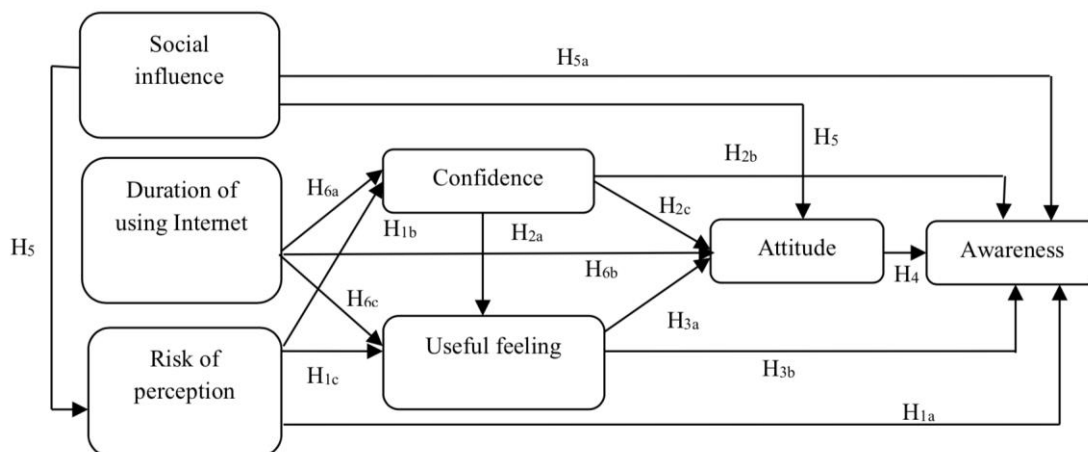 Social
influence
H5a
H5
H2b
Duration of
using Internet
H6a
Confidence
H1b
H2a
H2c
H5
H6b
Attitude
H4
Awareness
H6c
H3a
Risk of
perception
H1c
Useful feeling
H3b
H1a